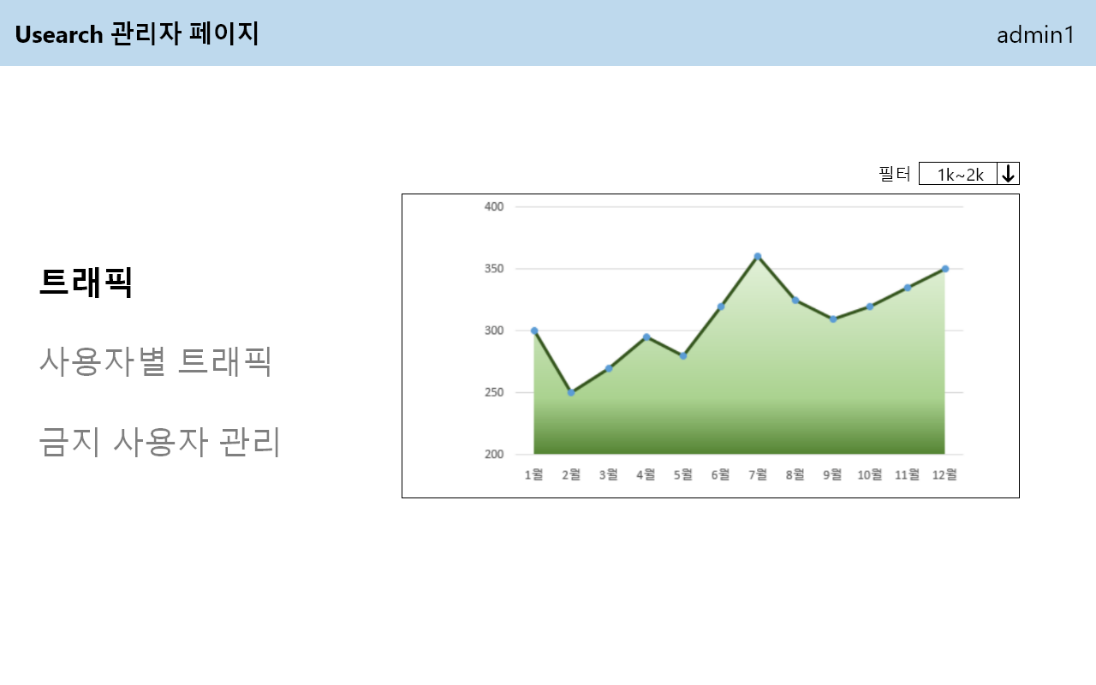 Usearch 관리자 페이지
admin1
필터 1k~2k
트래픽
사용자별 트래픽
금지 사용자 관리
400
350
300
250
200
1월 2월 3월 4월 5월 6월 7월 8월 9월 10월 11월 12월